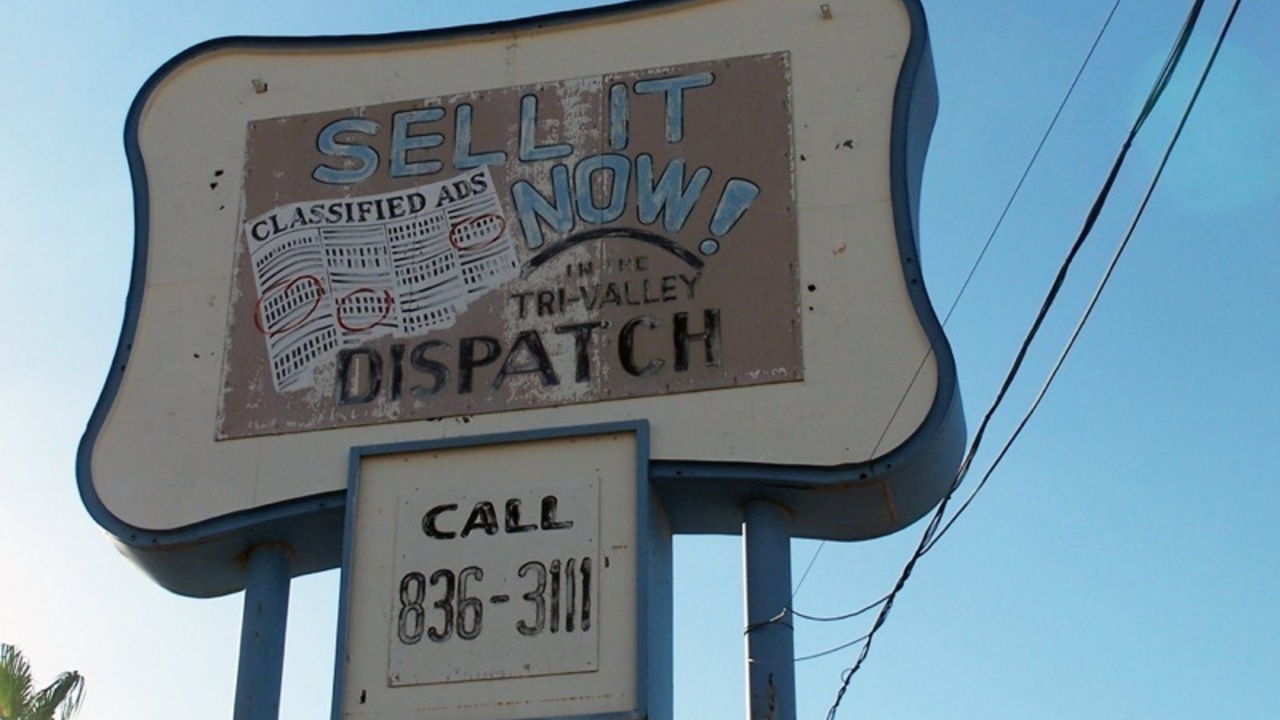 SELL IT
NOW!
CLASSIFIED ADS
IN THE
TRI-VALLEY
DISPATCH
CALL
836-3111